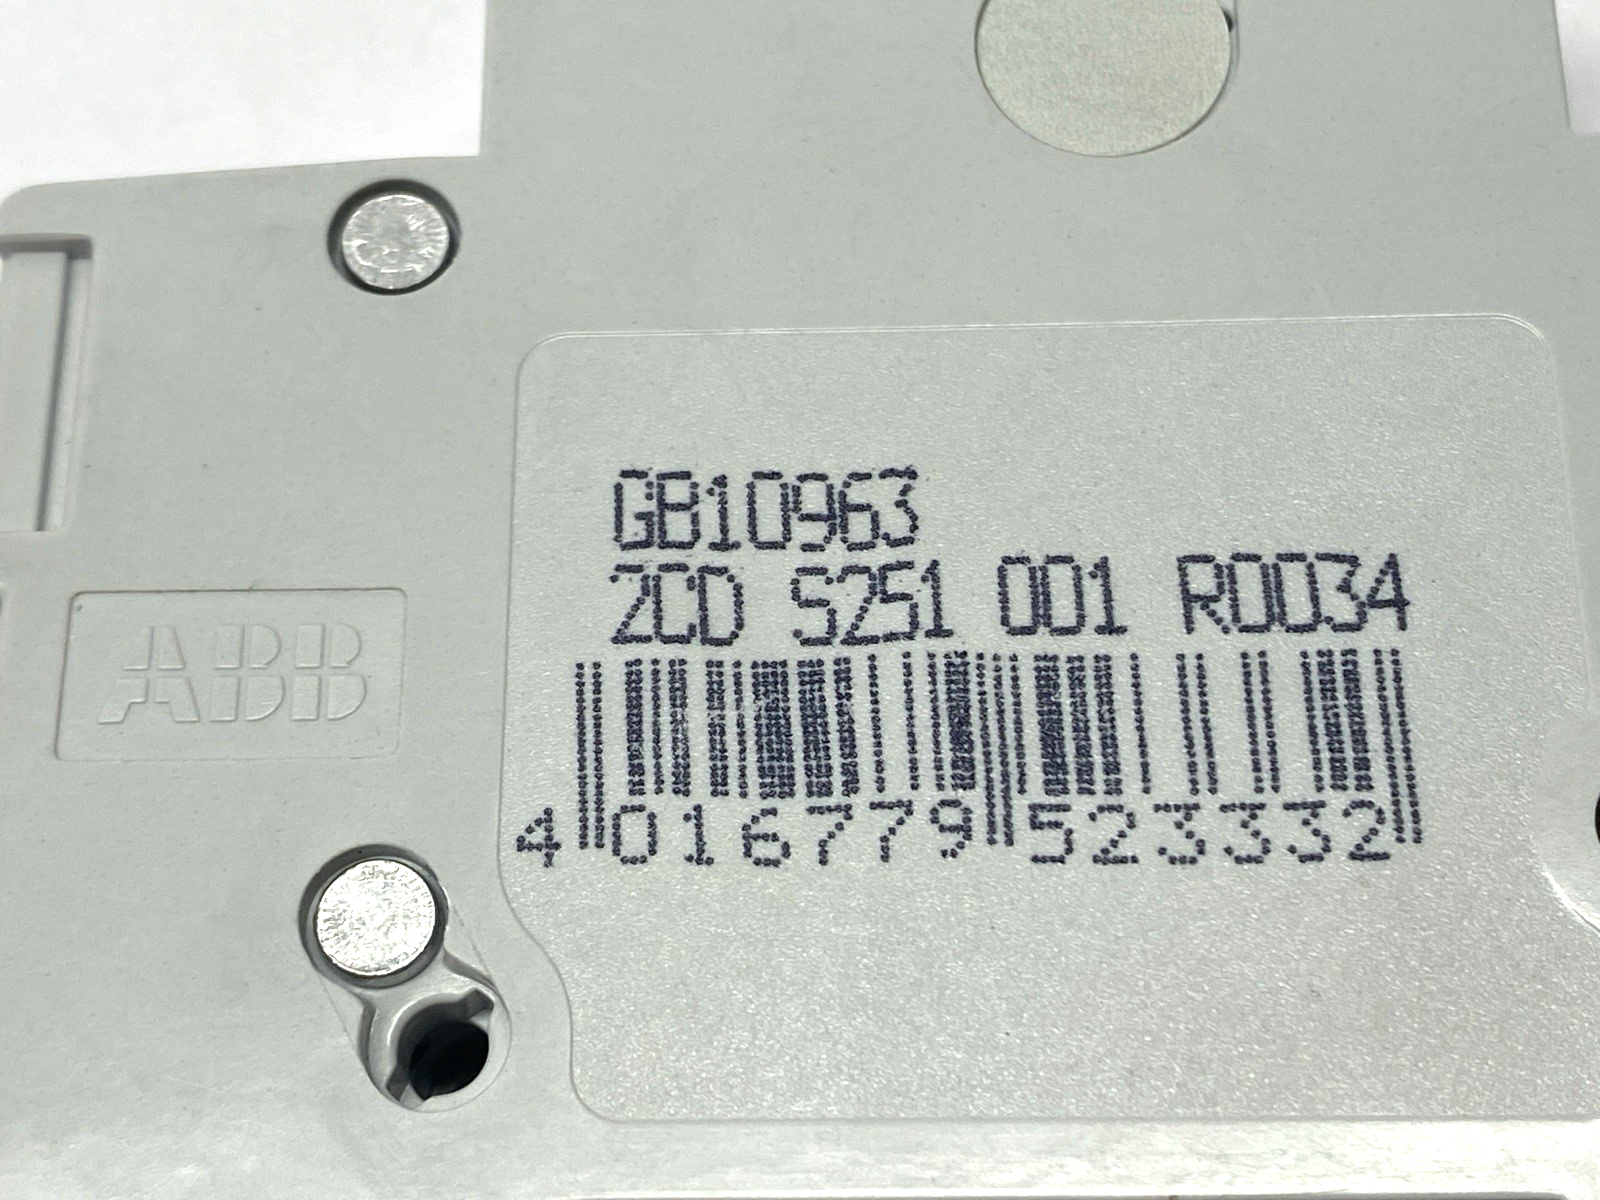 GB10963
2CD S251 001 R0034
4 016779 523332
ABB